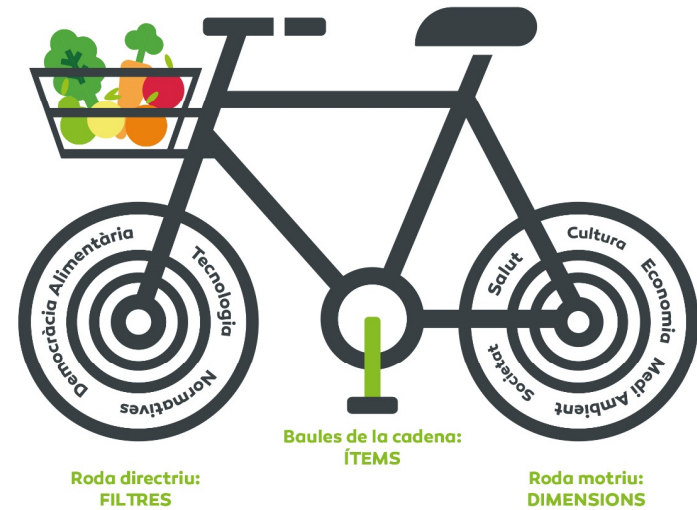 Democràcia Alimentària
Tecnologia
Normatives
Salut
Cultura
Economia
Medi Ambient
Societat
Baules de la cadena:
ÍTEMS
Roda directriu:
FILTRES
Roda motriu:
DIMENSIONS